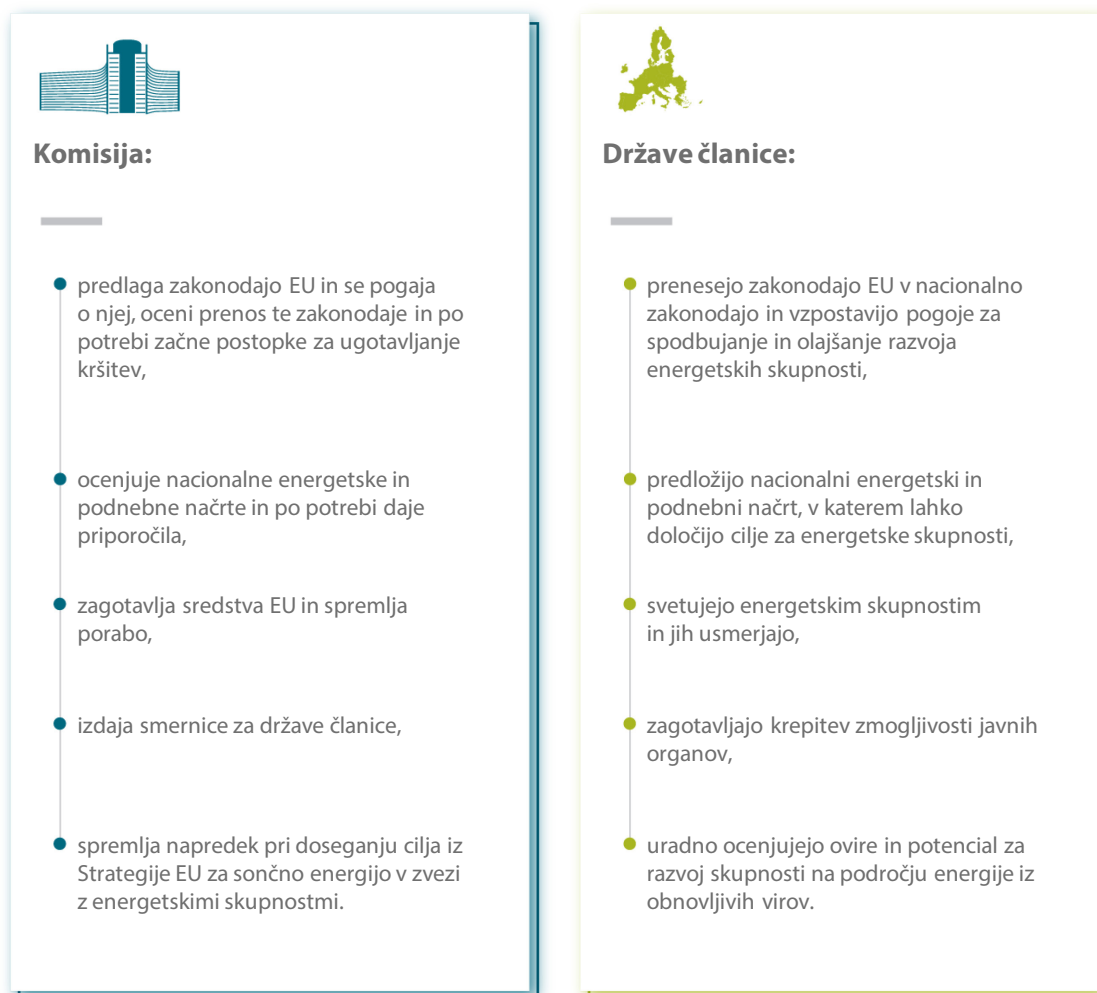 Komisija:
predlaga zakonodajo EU in se pogaja
o njej, oceni prenos te zakonodaje in po
potrebi začne postopke za ugotavljanje
kršitev,
ocenjuje nacionalne energetske in
podnebne načrte in po potrebi daje
priporočila,
zagotavlja sredstva EU in spremlja
porabo,
izdaja smernice za države članice,
spremlja napredek pri doseganju cilja iz
Strategije EU za sončno energijo v zvezi
z energetskimi skupnostmi.
Države članice:
prenesejo zakonodajo EU v nacionalno
zakonodajo in vzpostavijo pogoje za
spodbujanje in olajšanje razvoja
energetskih skupnosti,
predložijo nacionalni energetski in
podnebni načrt, v katerem lahko
določijo cilje za energetske skupnosti,
svetujejo energetskim skupnostim
in jih usmerjajo,
zagotavljajo krepitev zmogljivosti javnih
organov,
uradno ocenjujejo ovire in potencial za
razvoj skupnosti na področju energije iz
obnovljivih virov.